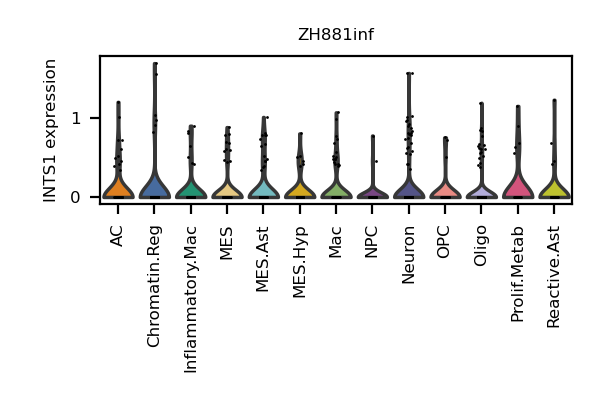 ZH881inf
INTS1 expression
1
0
AC
Chromatin.Reg
Inflammatory.Mac
MES
MES.Ast
MES.Hyp
Mac
NPC
Neuron
OPC
Oligo
Prolif.Metab
Reactive.Ast